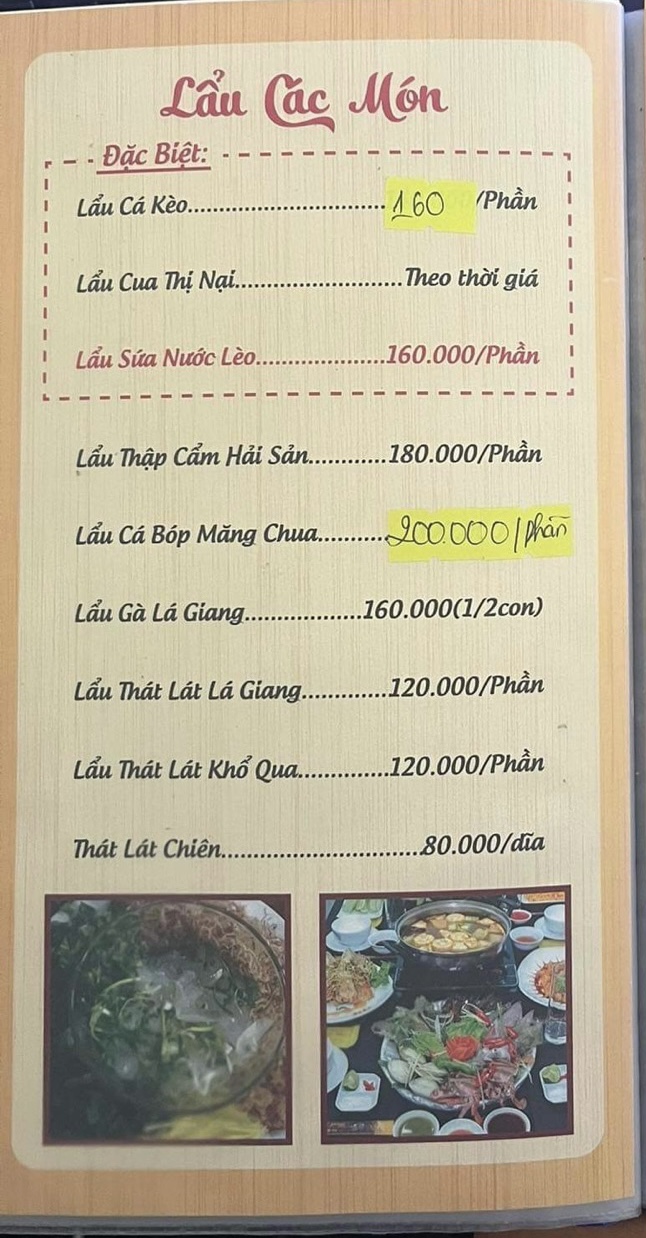 Lẩu Các Món
Đặc Biệt:
Lẩu Cá Kèo................................160 /Phần
Lẩu Cua Thị Nại...........................Theo thời giá
Lẩu Sứa Nước Lèo.....................160.000/Phần
Lẩu Thập Cẩm Hải Sản............180.000/Phần
Lẩu Cá Bóp Măng Chua...........200.000/phần
Lẩu Gà Lá Giang...................160.000(1/2con)
Lẩu Thát Lát Lá Giang.............120.000/Phần
Lẩu Thát Lát Khổ Qua..............120.000/Phần
Thát Lát Chiên.................................80.000/dĩa